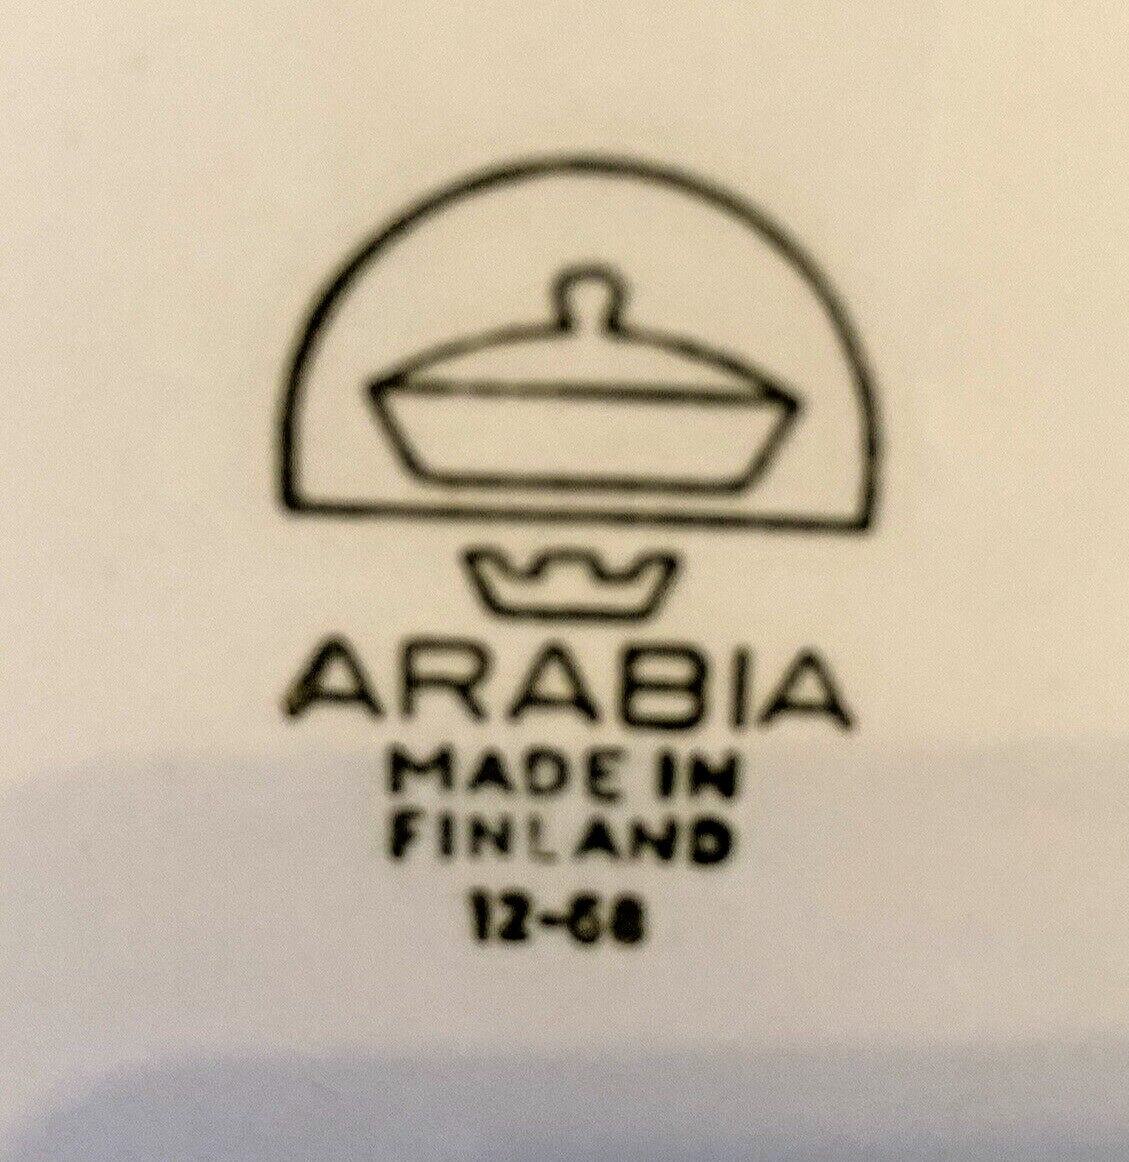 ARABIA
MADE IN
FINLAND
12-68